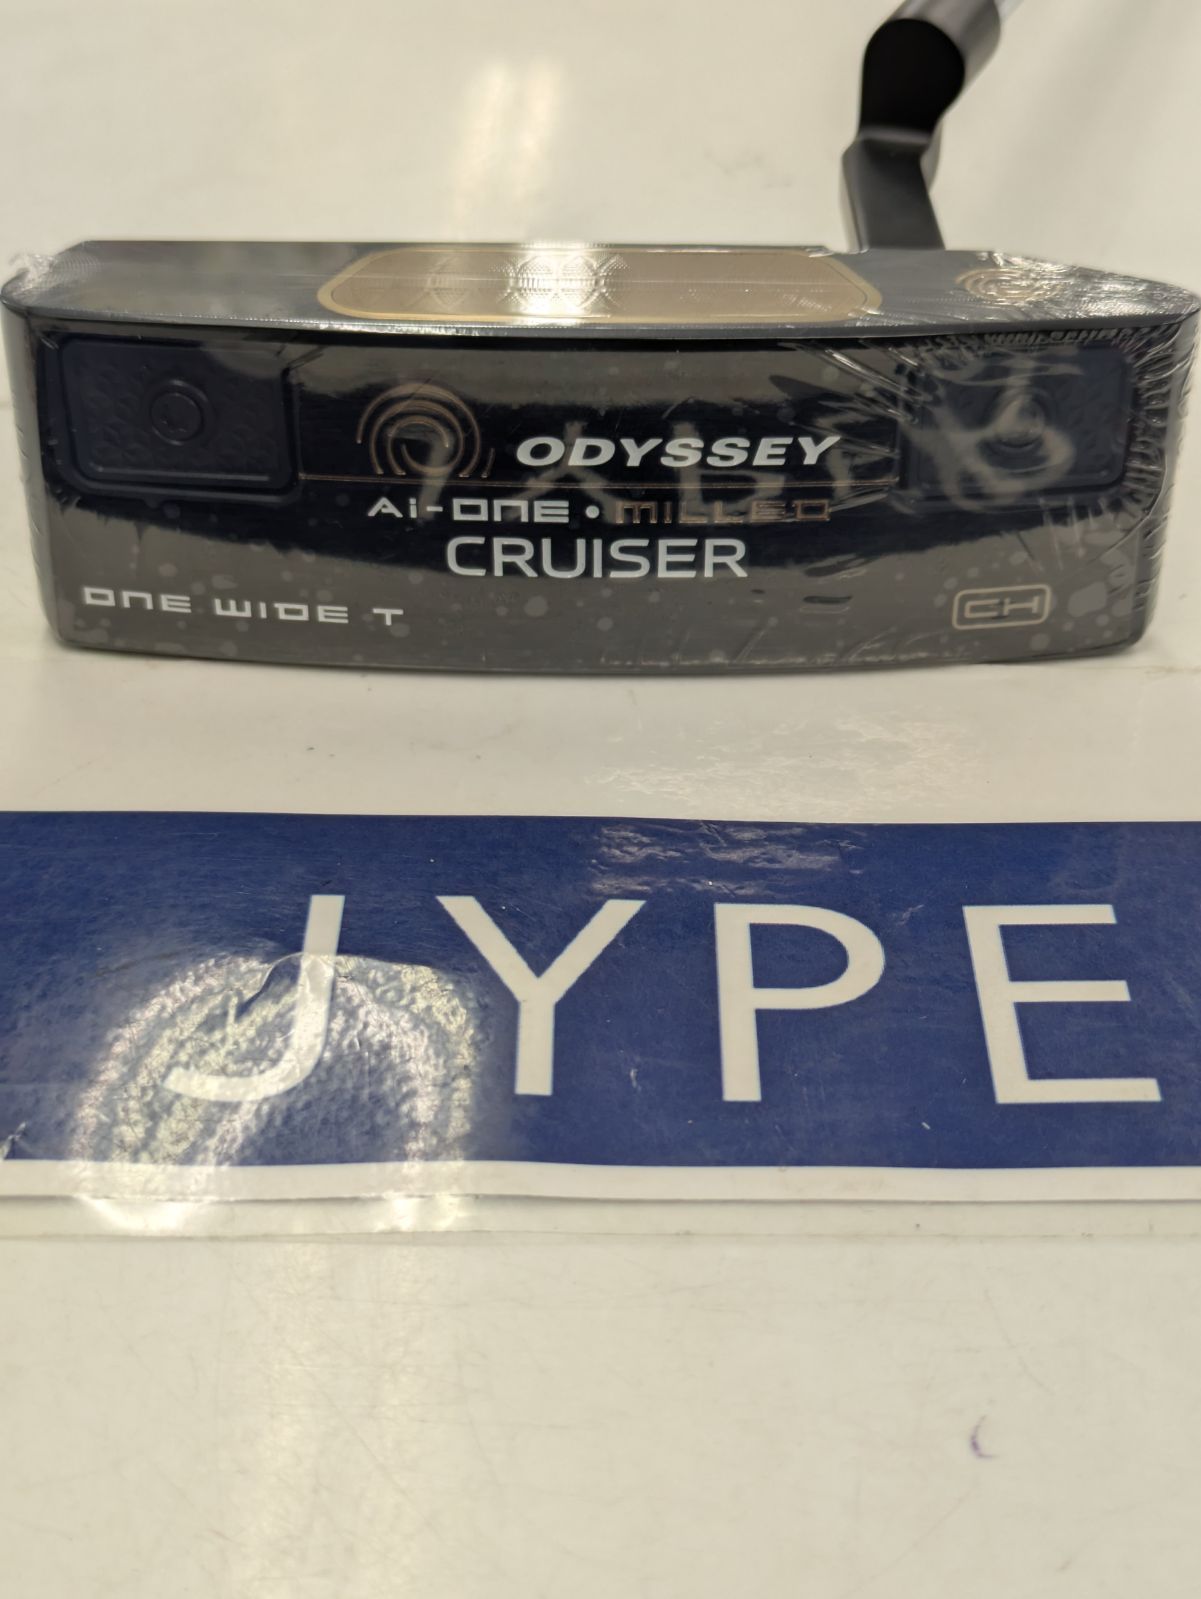 ODYSSEY
Ai-ONE • MILLED
CRUISER
ONE WIDE T
CH
JYPE